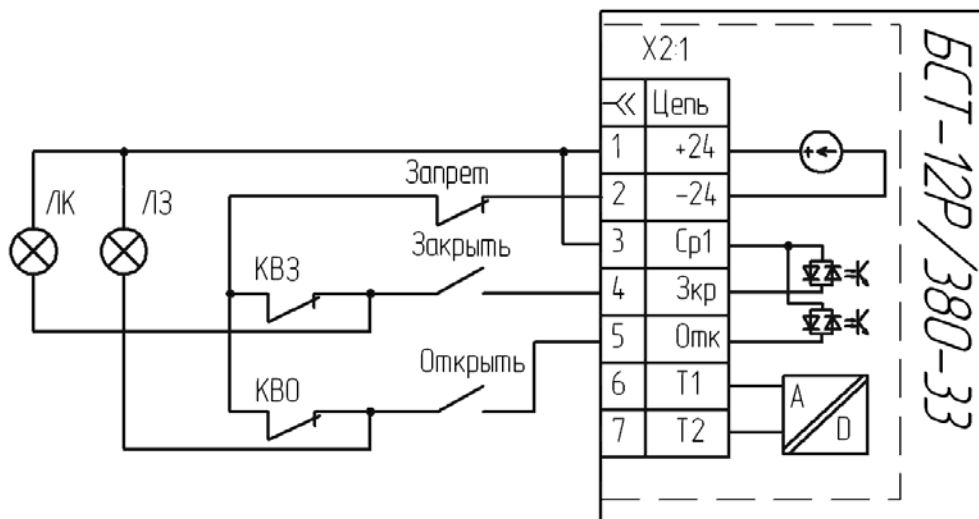 X2:1
Цепь
1 +24
2 -24
3 Ср1
4 Зкр
5 Отк
6 Т1
7 Т2
ЛК
ЛЗ
Запрет
КВЗ
Закрыть
КВО
Открыть
A
D
БСТ-12Р/380-33